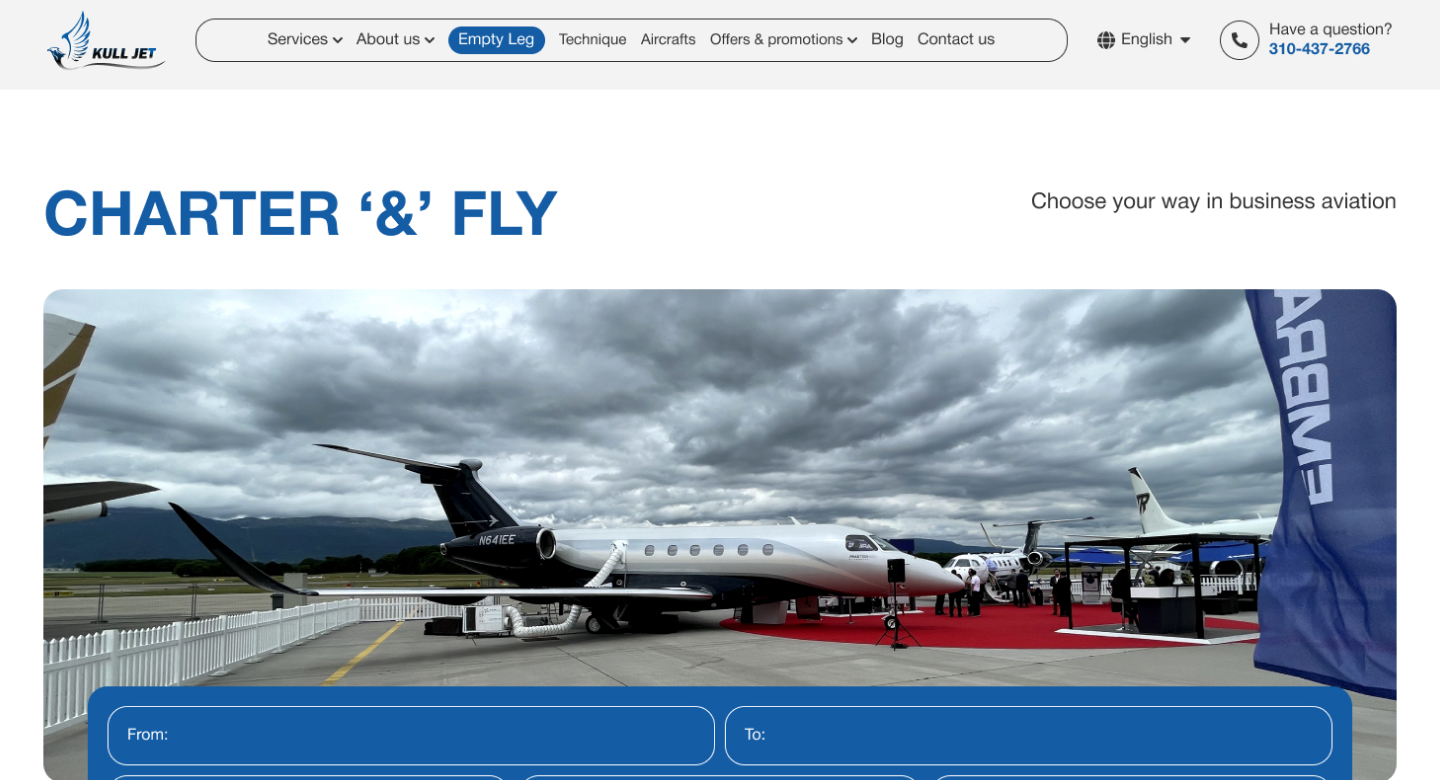 KULL JET
Services
About us
Empty Leg
Technique
Aircrafts
Offers & promotions
Blog
Contact us
English
Have a question?
310-437-2766
CHARTER ‘&’ FLY
Choose your way in business aviation
N641EE
From:
To: